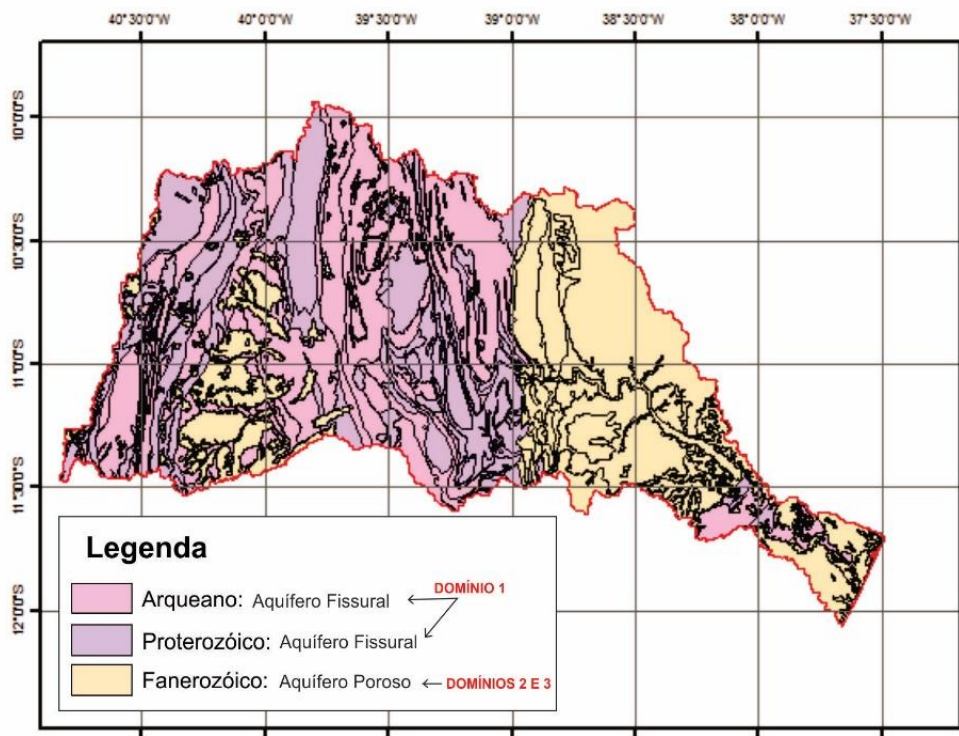 40°30'0"W 40°0'0"W 39°30'0"W 39°0'0"W 38°30'0"W 38°0'0"W 37°30'0"W
10°0'0"S
10°30'0"S
11°0'0"S
11°30'0"S
12°0'0"S
Legenda
Arqueano: Aquífero Fissural
DOMÍNIO 1
Proterozóico: Aquífero Fissural
Fanerozóico: Aquífero Poroso
DOMÍNIOS 2 E 3